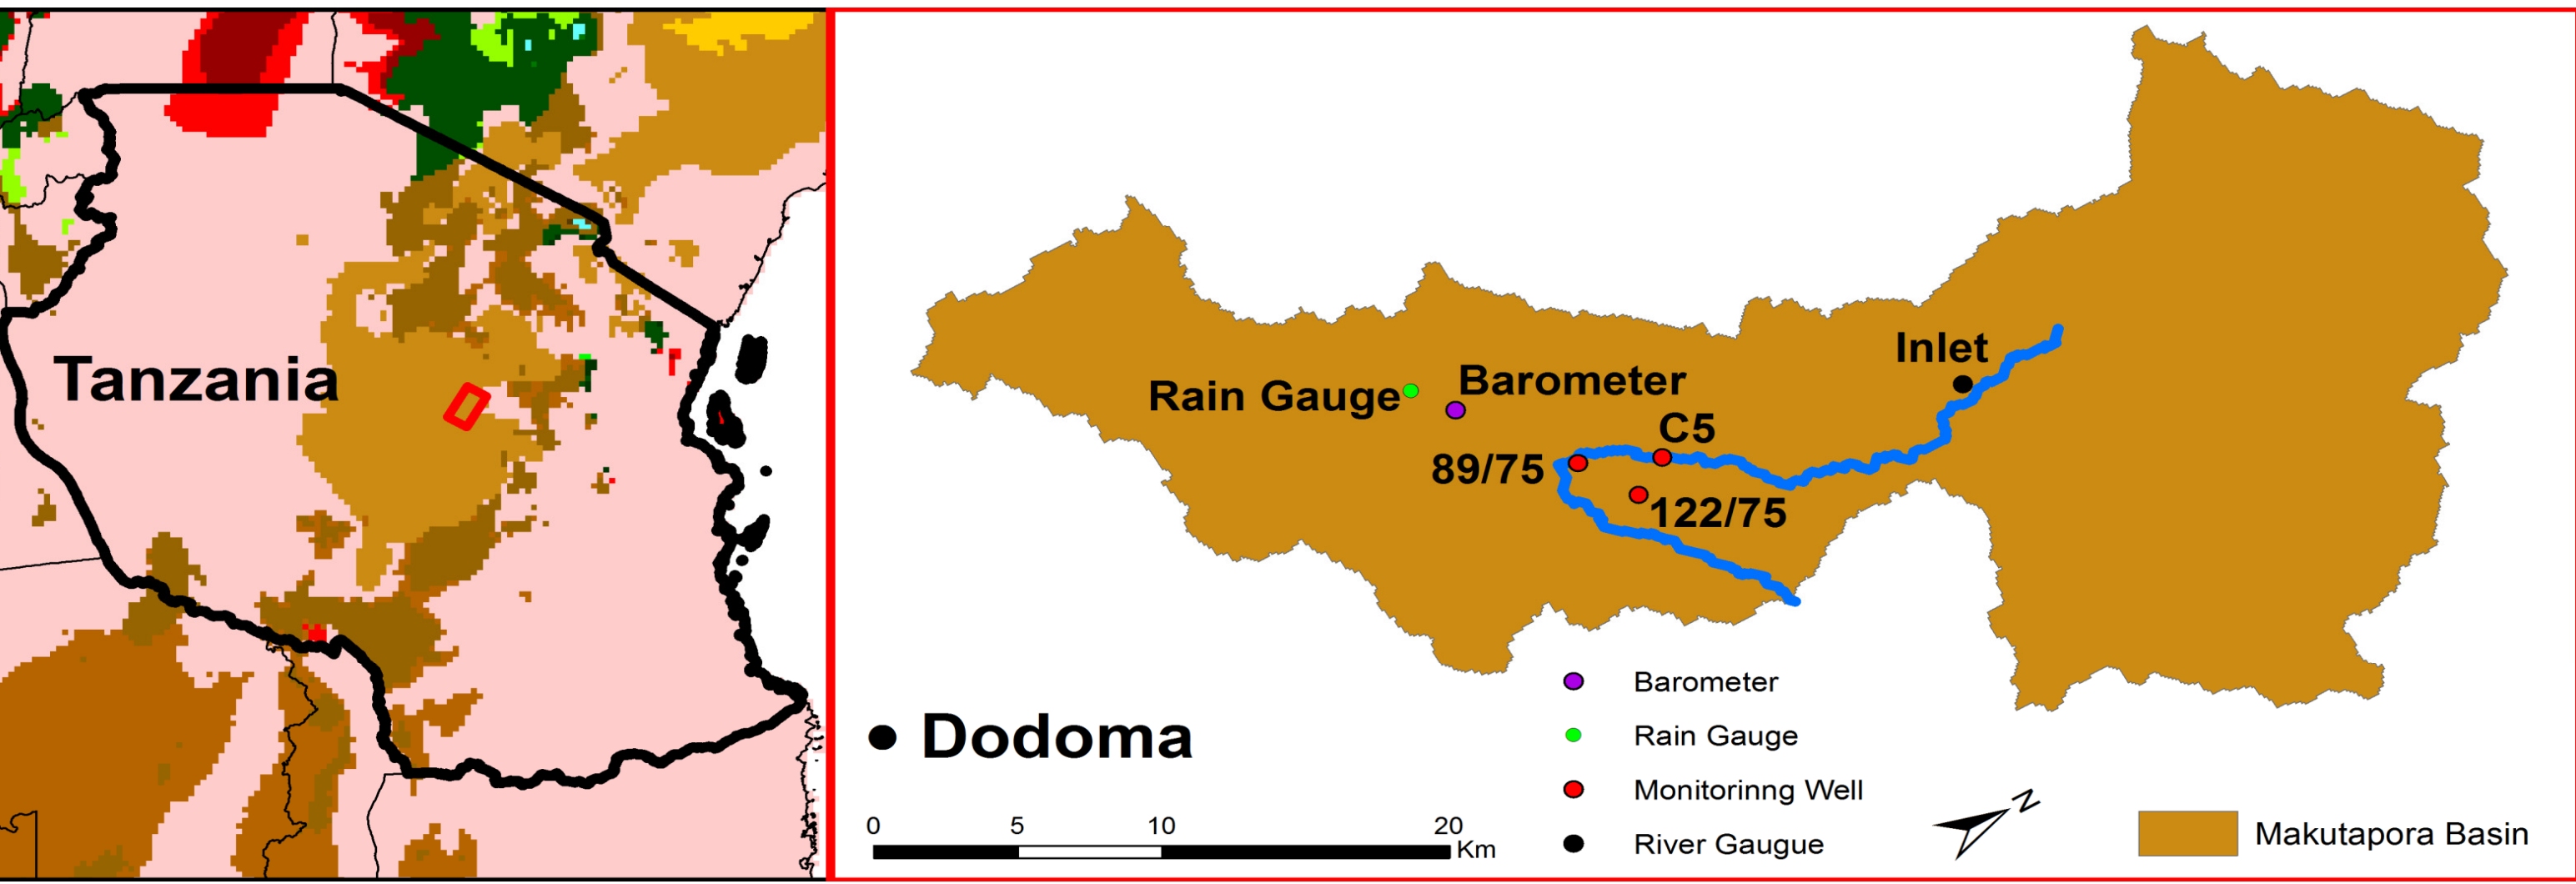 Tanzania
Inlet
Rain Gauge
Barometer
C5
89/75
122/75
Dodoma
0 5 10 20
Km
Barometer
Rain Gauge
Monitorinng Well
River Gaugue
N
Makutapora Basin